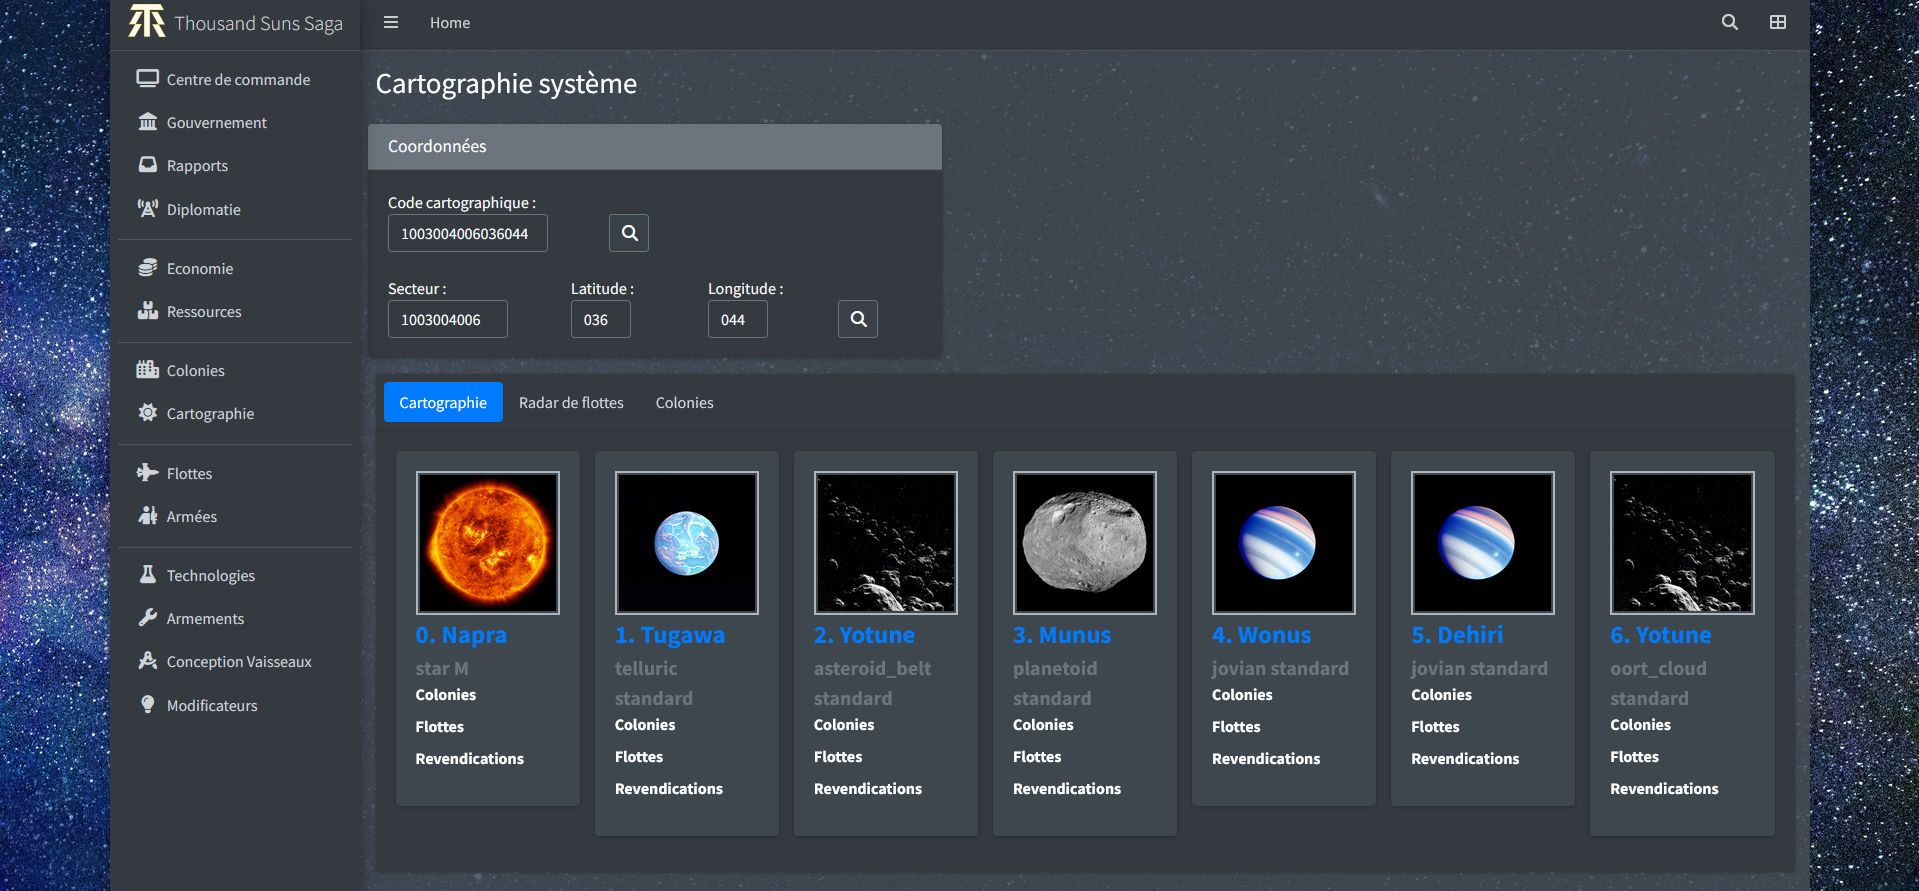 Thousand Suns Saga
Home
Centre de commande
Gouvernement
Rapports
Diplomatie
Economie
Ressources
Colonies
Cartographie
Flottes
Armées
Technologies
Armements
Conception Vaisseaux
Modificateurs
Cartographie système
Coordonnées
Code cartographique :
1003004006036044
Secteur : Latitude : Longitude :
1003004006 036 044
Cartographie Radar de flottes Colonies
0. Napra
star M
Colonies
Flottes
Revendications
1. Tugawa
telluric
standard
Colonies
Flottes
Revendications
2. Yotune
asteroid_belt
standard
Colonies
Flottes
Revendications
3. Munus
planetoid
standard
Colonies
Flottes
Revendications
4. Wonus
jovian standard
Colonies
Flottes
Revendications
5. Dehiri
jovian standard
Colonies
Flottes
Revendications
6. Yotune
oort_cloud
standard
Colonies
Flottes
Revendications